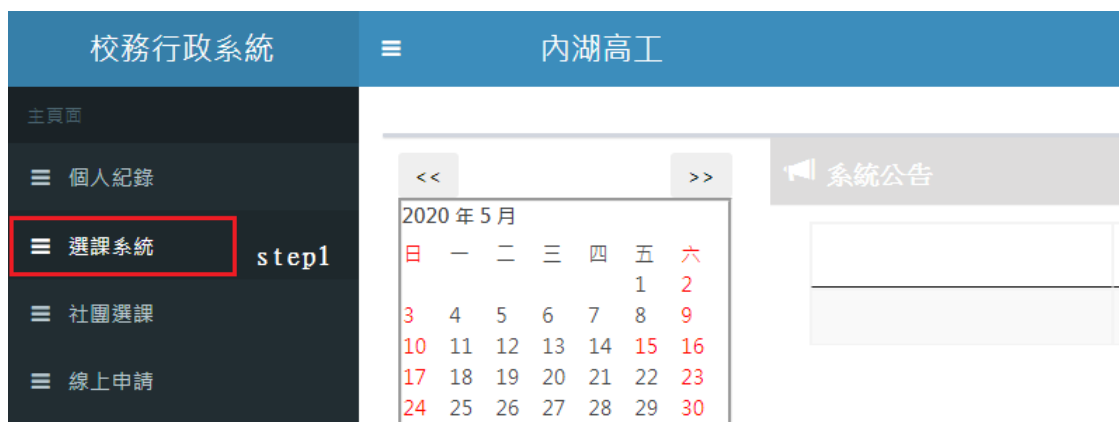 校務行政系統
內湖高工
主頁面
個人紀錄
選課系統
step1
社團選課
線上申請
<< >>
2020 年 5 月
日 一 二 三 四 五 六
1 2
3 4 5 6 7 8 9
10 11 12 13 14 15 16
17 18 19 20 21 22 23
24 25 26 27 28 29 30
系統公告